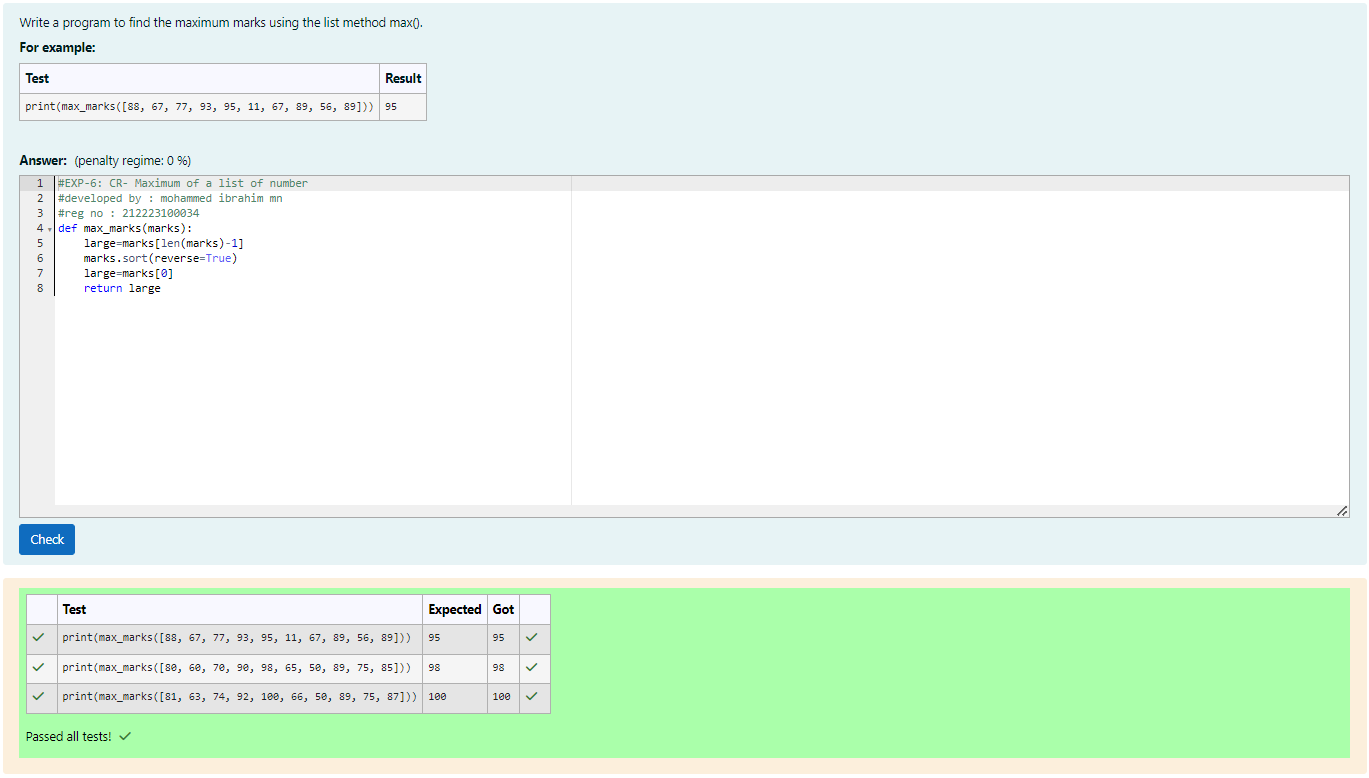 Write a program to find the maximum marks using the list method max().
For example:
Test Result
print(max_marks([88, 67, 77, 93, 95, 11, 67, 89, 56, 89])) 95
Answer: (penalty regime: 0 %)
1 #EXP-6: CR- Maximum of a list of number
2 #developed by : mohammed ibrahim mn
3 #reg no : 212223100034
4 def max_marks(marks):
5     large=marks[len(marks)-1]
6     marks.sort(reverse=True)
7     large=marks[0]
8     return large
Check
Test Expected Got
print(max_marks([88, 67, 77, 93, 95, 11, 67, 89, 56, 89])) 95 95
print(max_marks([80, 60, 70, 90, 98, 65, 50, 89, 75, 85])) 98 98
print(max_marks([81, 63, 74, 92, 100, 66, 50, 89, 75, 87])) 100 100
Passed all tests!